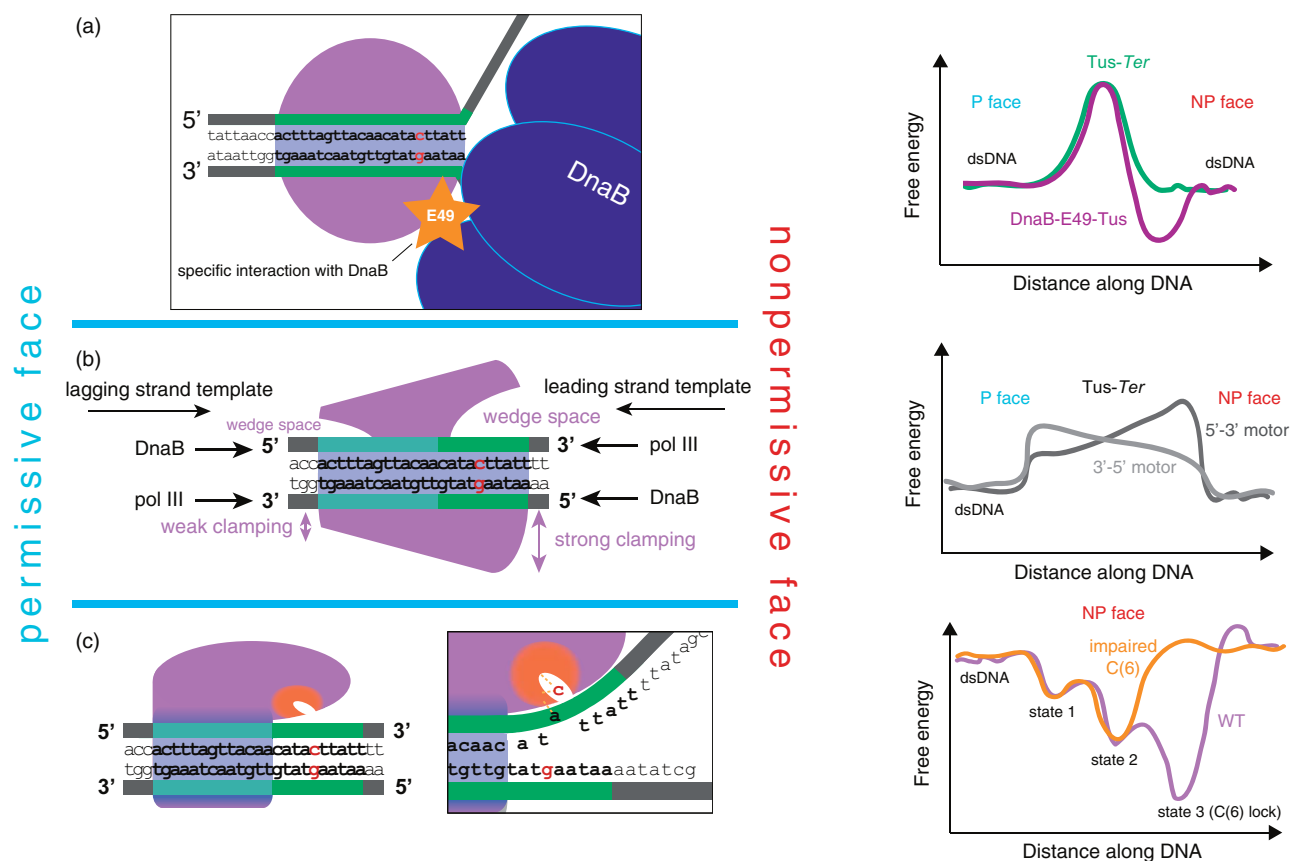 (a)
5’
tattaaccactttagttacaacatacttatt
ataattggtgaaatcaatgttgtatgaataa
3’
DnaB
E49
specific interaction with DnaB
Tus-Ter
P face
NP face
dsDNA
dsDNA
DnaB-E49-Tus
Free energy
Distance along DNA
permissive face
nonpermissive face
(b)
lagging strand template
leading strand template
wedge space
wedge space
DnaB
5’
3’
pol III
accactttagttacaacatacttatttt
tggtgaaatcaatgttgtatgaataaaa
pol III
3’
5’
DnaB
weak clamping
strong clamping
Tus-Ter
P face
NP face
5’-3’ motor
3’-5’ motor
dsDNA
Free energy
Distance along DNA
(c)
5’
3’
accactttagttacaacatacttatttt
tggtgaaatcaatgttgtatgaataaaa
3’
5’
c
a
acaac at ttatttttatagc
tgttgtatgaataaaatatcg
NP face
impaired
C(6)
dsDNA
state 1
WT
state 2
state 3 (C(6) lock)
Free energy
Distance along DNA